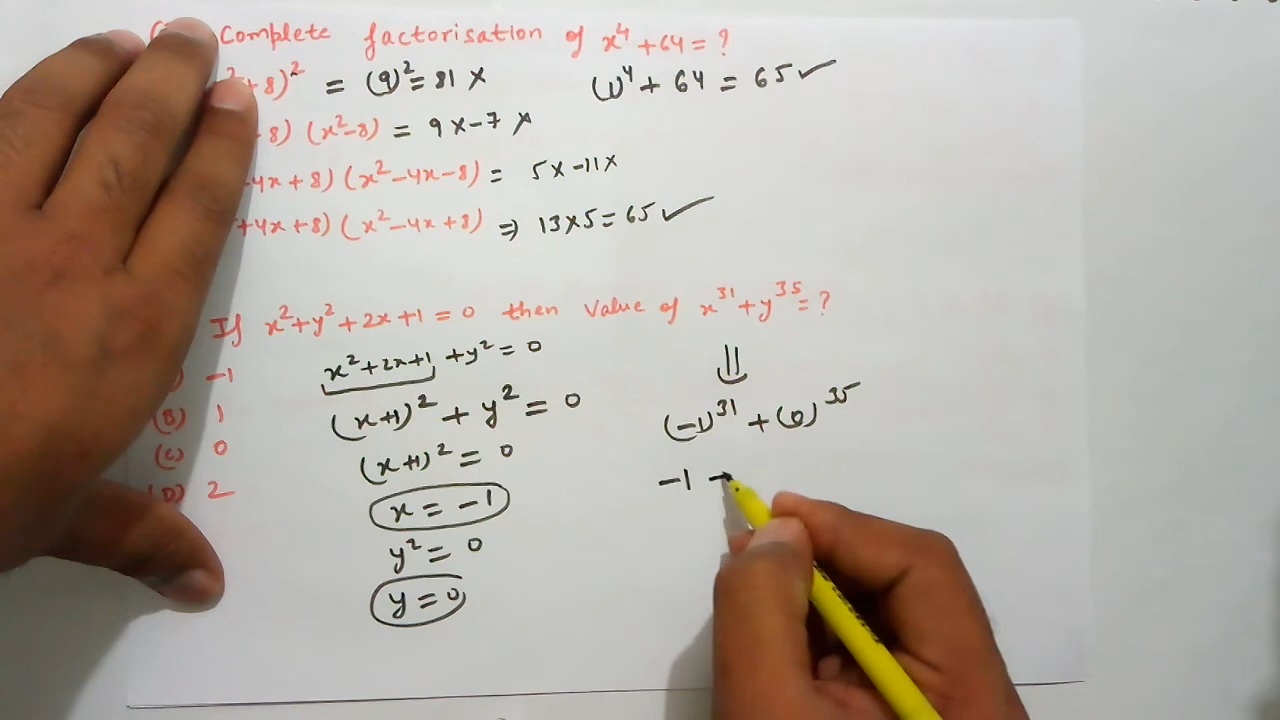 Complete factorisation of x⁴ + 64 = ?
+ 8)² = (9)² = 81 ×
(1)⁴ + 64 = 65 ✓
8) (x² - 8) = 9 × -7 ×
4x + 8) (x² - 4x - 8) = 5 × -11 ×
+ 4x + 8) (x² - 4x + 8) ⇒ 13 × 5 = 65 ✓
If x² + y² + 2x + 1 = 0 then value of x³¹ + y³⁵ = ?
-1
(B) 1
(C) 0
(D) 2
x² + 2x + 1 + y² = 0
(x+1)² + y² = 0
(x+1)² = 0
x = -1
y² = 0
y = 0
(-1)³¹ + (0)³⁵
-1